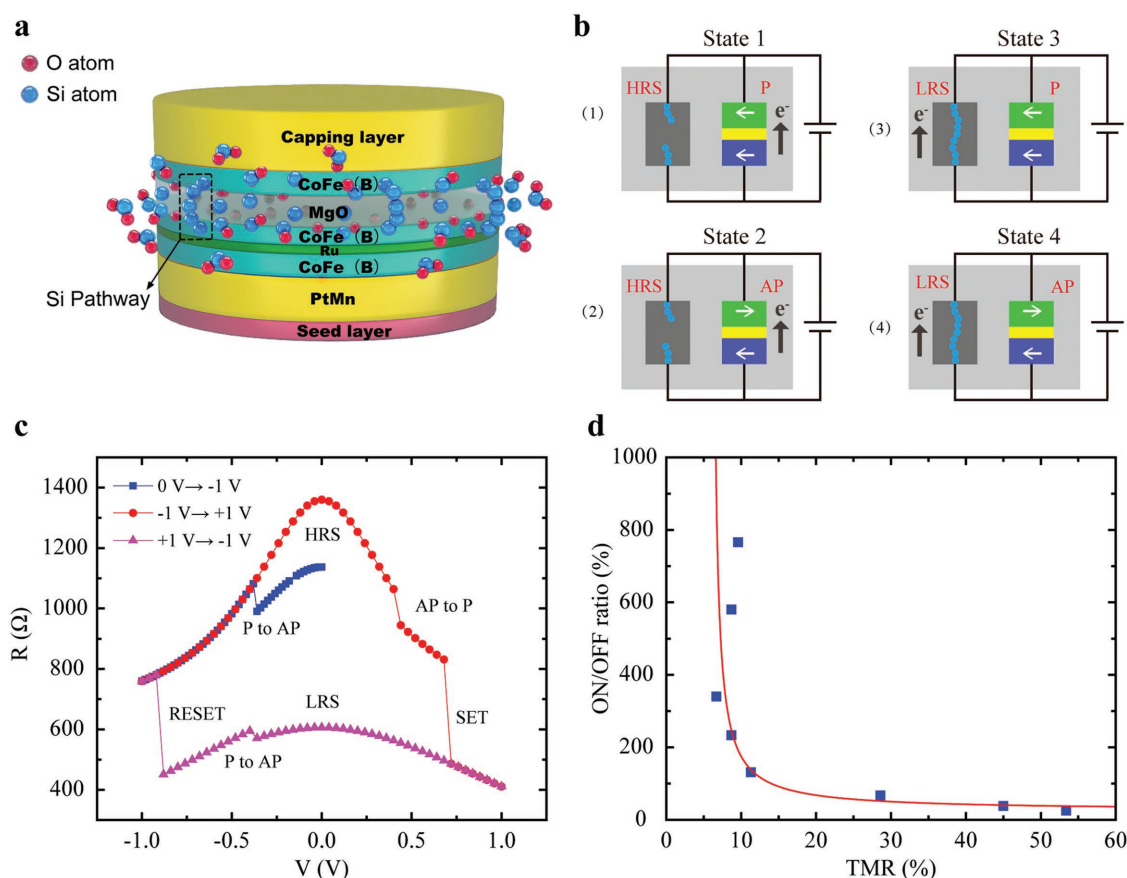 a
O atom
Si atom
Capping layer
CoFe (B)
MgO
CoFe (B)
Ru
CoFe (B)
PtMn
Seed layer
Si Pathway
b
State 1
HRS
P
(1)
e-
State 3
LRS
P
(3)
e-
State 2
HRS
AP
(2)
e-
State 4
LRS
AP
(4)
e-
c
0 V→ -1 V
-1 V→ +1 V
+1 V→ -1 V
HRS
P to AP
AP to P
RESET
LRS
SET
P to AP
1400
1200
1000
800
600
400
R (Ω)
-1.0
-0.5
0.0
0.5
1.0
V (V)
d
1000
800
600
400
200
0
ON/OFF ratio (%)
0
10
20
30
40
50
60
TMR (%)